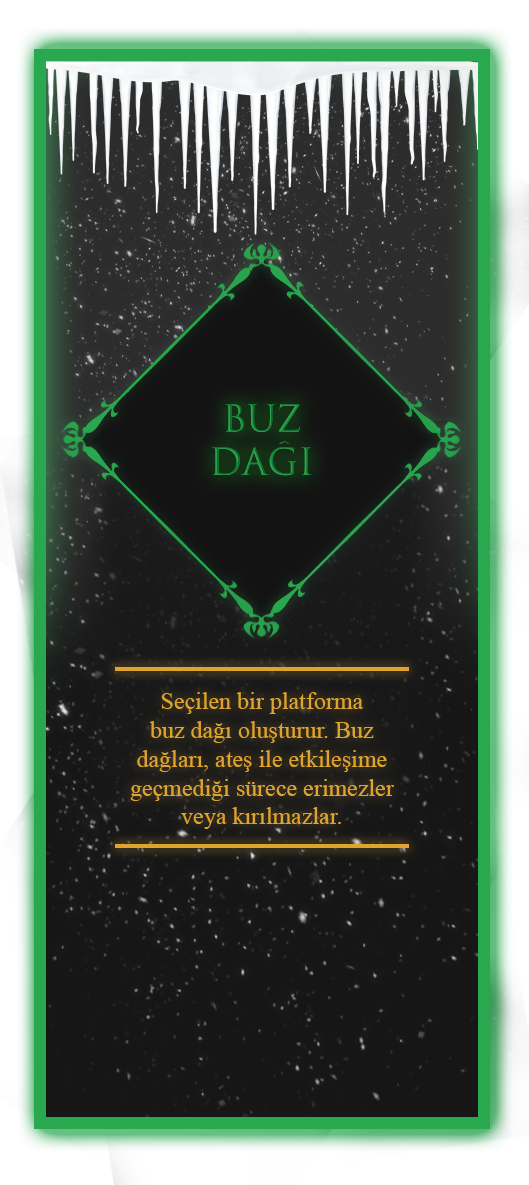 BUZ
DAĞI
Seçilen bir platforma
buz dağı oluşturur. Buz
dağları, ateş ile etkileşime
geçmediği sürece erimezler
veya kırılmazlar.